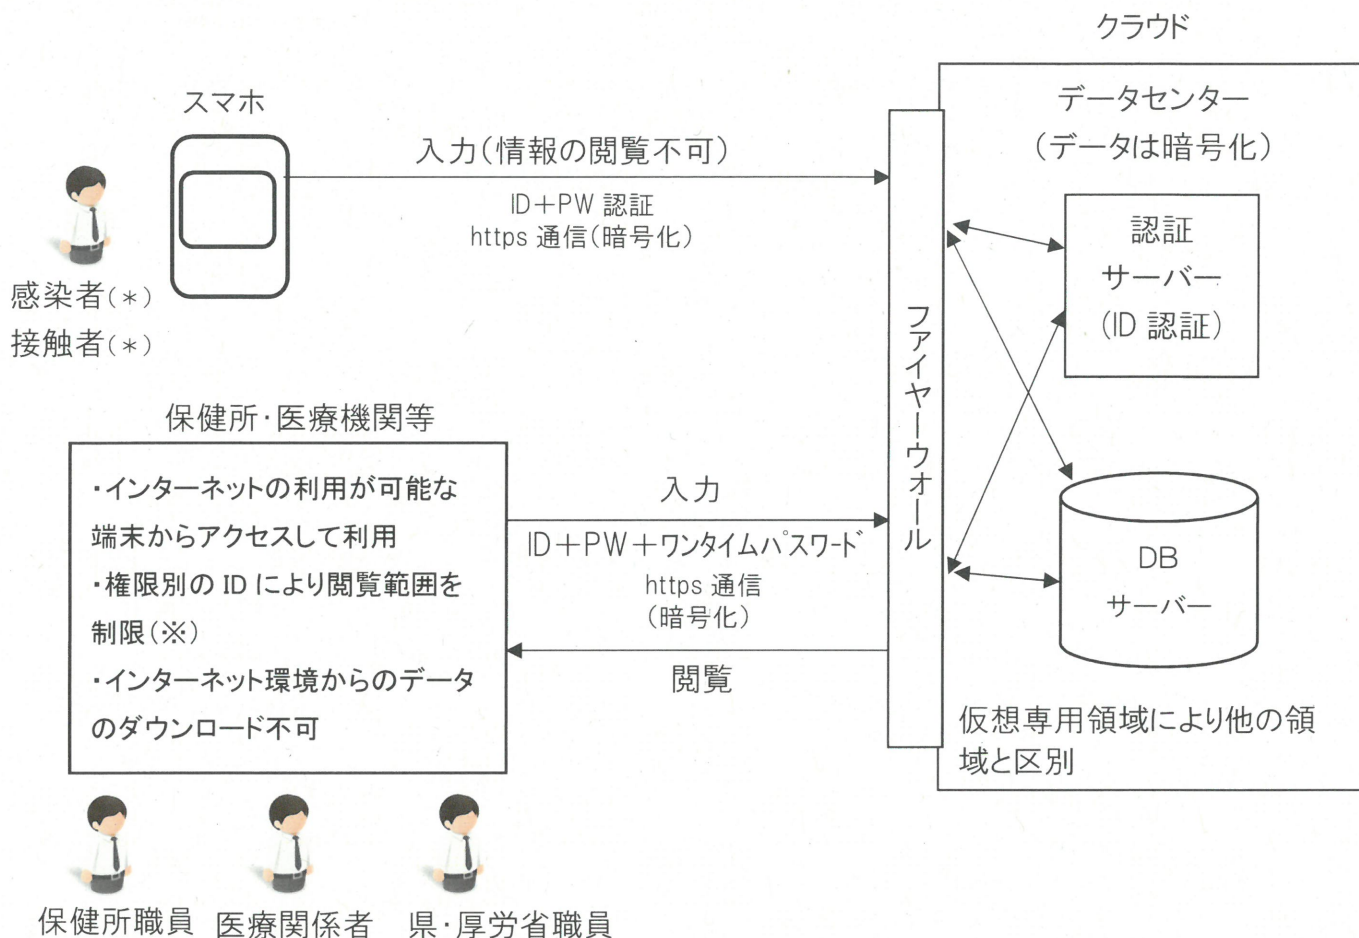 クラウド
スマホ
データセンター
(データは暗号化)
入力(情報の閲覧不可)
ID+PW 認証
https 通信(暗号化)
認証
サーバー
(ID 認証)
感染者(*)
接触者(*)
ファイヤーウォール
保健所・医療機関等
・インターネットの利用が可能な
端末からアクセスして利用
・権限別の ID により閲覧範囲を
制限(※)
・インターネット環境からのデータ
のダウンロード不可
入力
ID+PW+ワンタイムパスワード
https 通信
(暗号化)
閲覧
DB
サーバー
仮想専用領域により他の領
域と区別
保健所職員
医療関係者
県・厚労省職員